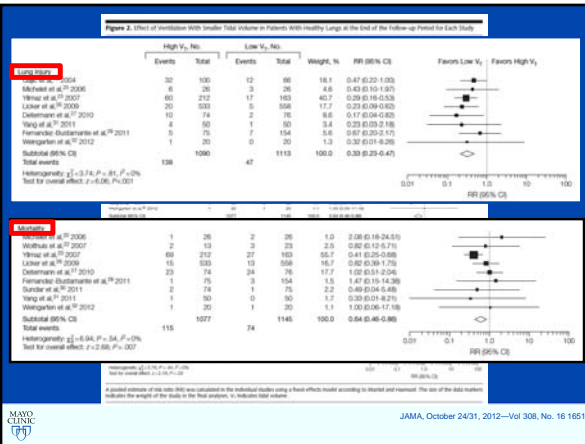 Figure 2. Effect of Ventilation With Smaller Tidal Volume in Patients With Healthy Lungs at the End of the Follow-up Period for Each Study
High VT, No. Low VT, No.
Events Total Events Total Weight, % RR (95% CI) Favors Low VT Favors High VT
Lung injury
2004 32 100 12 66 18.1 0.47 (0.22-1.00)
Michelet et al, 2006 6 26 3 26 4.6 0.43 (0.10-1.97)
Yilmaz et al, 2007 60 212 17 163 40.7 0.29 (0.16-0.53)
Licker et al, 2009 20 533 5 558 17.7 0.23 (0.09-0.62)
Determann et al, 2010 10 74 2 76 8.6 0.17 (0.04-0.82)
Yang et al, 2011 4 50 1 50 3.4 0.23 (0.03-2.18)
Fernandez-Bustamante et al, 2011 5 75 7 154 5.6 0.67 (0.20-2.17)
Weingarten et al, 2012 1 20 0 20 1.3 0.32 (0.01-8.26)
Subtotal (95% CI) 1090 1113 100.0 0.33 (0.23-0.47)
Total events 138 47
Heterogeneity: P=.81, I²=0%
Test for overall effect: z=6.06; P<.001
0.01 0.1 1.0 10 100
RR (95% CI)
Mortality
Michelet et al, 2006 1 26 2 26 1.0 2.08 (0.18-24.51)
Wolthuis et al, 2007 2 13 3 23 2.5 0.82 (0.12-5.71)
Yilmaz et al, 2007 69 212 27 163 55.7 0.41 (0.25-0.68)
Licker et al, 2009 15 533 13 558 16.7 0.82 (0.39-1.75)
Determann et al, 2010 23 74 24 76 17.7 1.02 (0.51-2.04)
Fernandez-Bustamante et al, 2011 1 75 3 154 1.5 1.47 (0.15-14.38)
Sundar et al, 2011 2 74 1 75 2.2 0.49 (0.04-5.48)
Yang et al, 2011 1 50 0 50 1.7 0.33 (0.01-8.21)
Weingarten et al, 2012 1 20 1 20 1.1 1.00 (0.06-17.18)
Subtotal (95% CI) 1077 1145 100.0 0.64 (0.46-0.86)
Total events 115 74
Heterogeneity: P=.54, I²=0%
Test for overall effect: z=2.68; P=.007
0.01 0.1 1.0 10 100
RR (95% CI)
A pooled estimate of risk ratio (RR) was calculated in the individual studies using a fixed-effects model according to Mantel and Haenszel. The size of the data markers
indicates the weight of the study in the final analyses. VT indicates tidal volume.
MAYO
CLINIC
JAMA, October 24/31, 2012—Vol 308, No. 16 1651